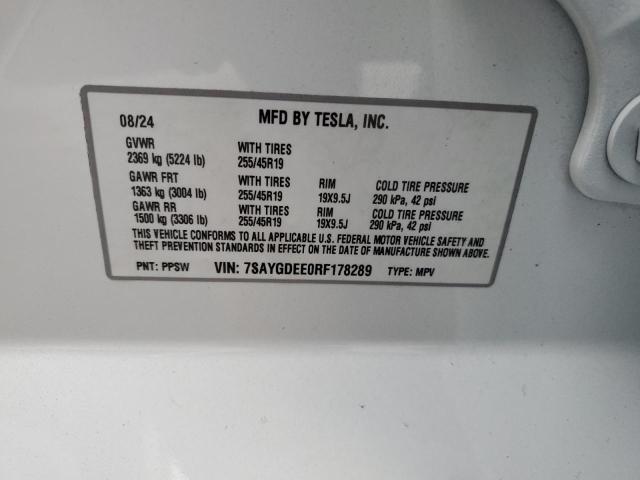 08/24 MFD BY TESLA, INC.
GVWR WITH TIRES
2369 kg (5224 lb) 255/45R19
GAWR FRT WITH TIRES RIM COLD TIRE PRESSURE
1363 kg (3004 lb) 255/45R19 19X9.5J 290 kPa, 42 psi
GAWR RR WITH TIRES RIM COLD TIRE PRESSURE
1500 kg (3306 lb) 255/45R19 19X9.5J 290 kPa, 42 psi
THIS VEHICLE CONFORMS TO ALL APPLICABLE U.S. FEDERAL MOTOR VEHICLE SAFETY AND
THEFT PREVENTION STANDARDS IN EFFECT ON THE DATE OF MANUFACTURE SHOWN ABOVE.
PNT: PPSW VIN: 7SAYGDEE0RF178289 TYPE: MPV